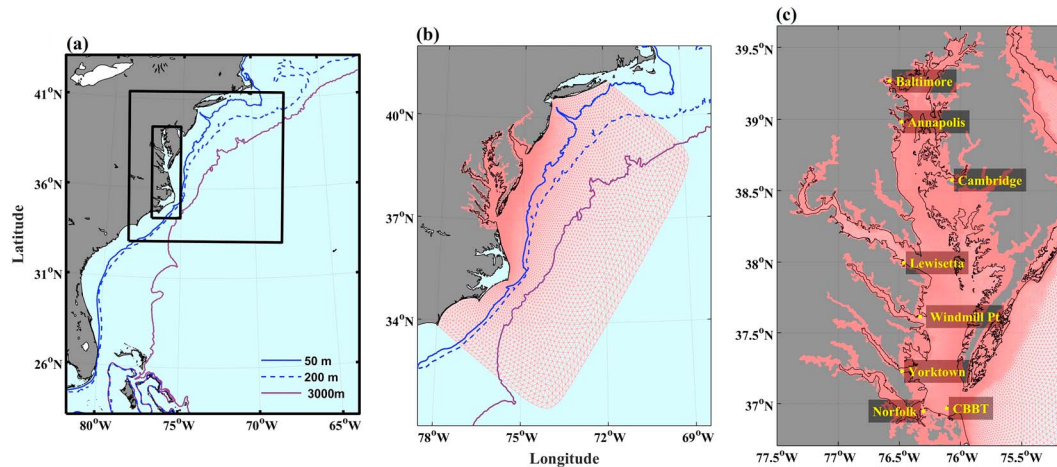 (a)
41°N
36°N
31°N
26°N
80°W
75°W
70°W
65°W
Latitude
50 m
200 m
3000m
(b)
40°N
37°N
34°N
78°W
75°W
72°W
69°W
Longitude
(c)
39.5°N
39°N
38.5°N
38°N
37.5°N
37°N
77.5°W
77°W
76.5°W
76°W
75.5°W
Baltimore
Annapolis
Cambridge
Lewisetta
Windmill Pt
Yorktown
Norfolk
CBBT